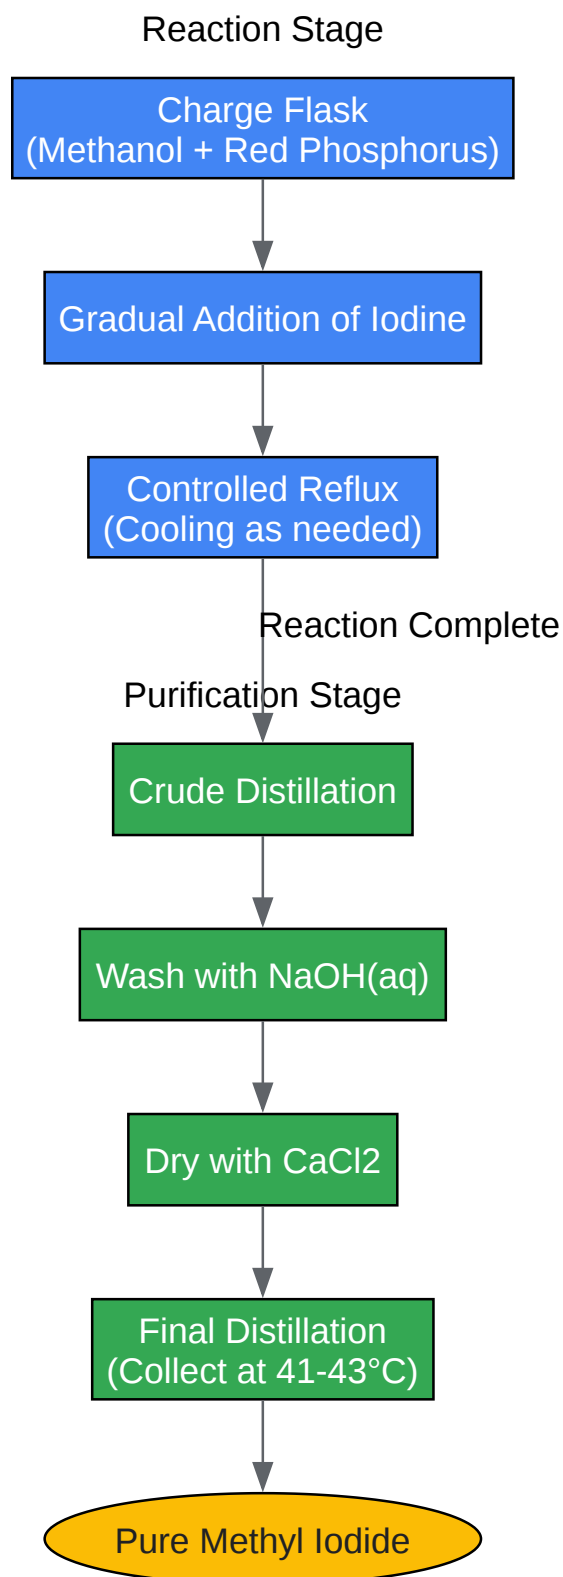 Reaction Stage
Charge Flask
(Methanol + Red Phosphorus)
Gradual Addition of Iodine
Controlled Reflux
(Cooling as needed)
Reaction Complete
Purification Stage
Crude Distillation
Wash with NaOH(aq)
Dry with CaCl2
Final Distillation
(Collect at 41-43°C)
Pure Methyl Iodide